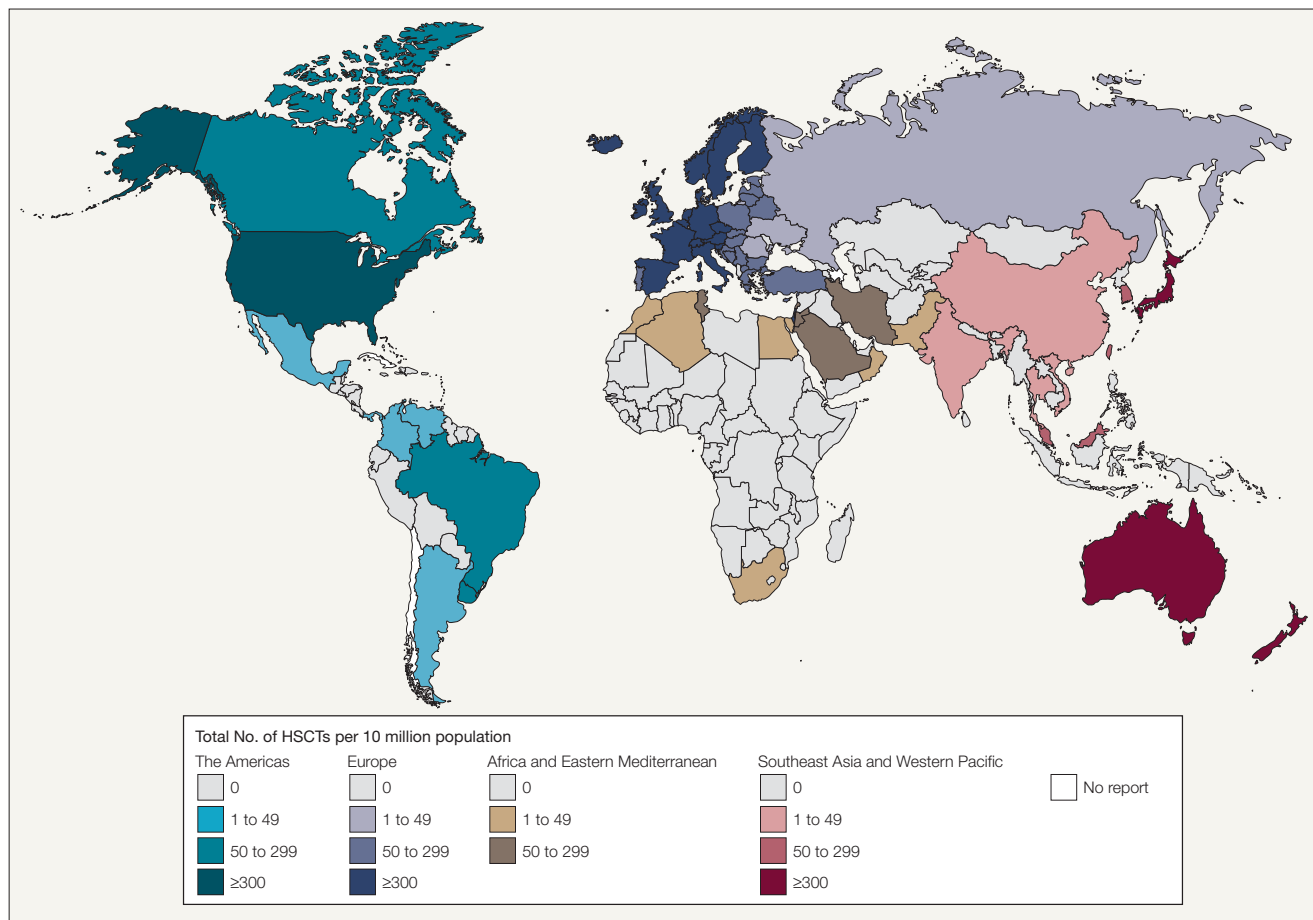 Total No. of HSCTs per 10 million population
The Americas
0
1 to 49
50 to 299
≥300
Europe
0
1 to 49
50 to 299
≥300
Africa and Eastern Mediterranean
0
1 to 49
50 to 299
Southeast Asia and Western Pacific
0
1 to 49
50 to 299
≥300
No report